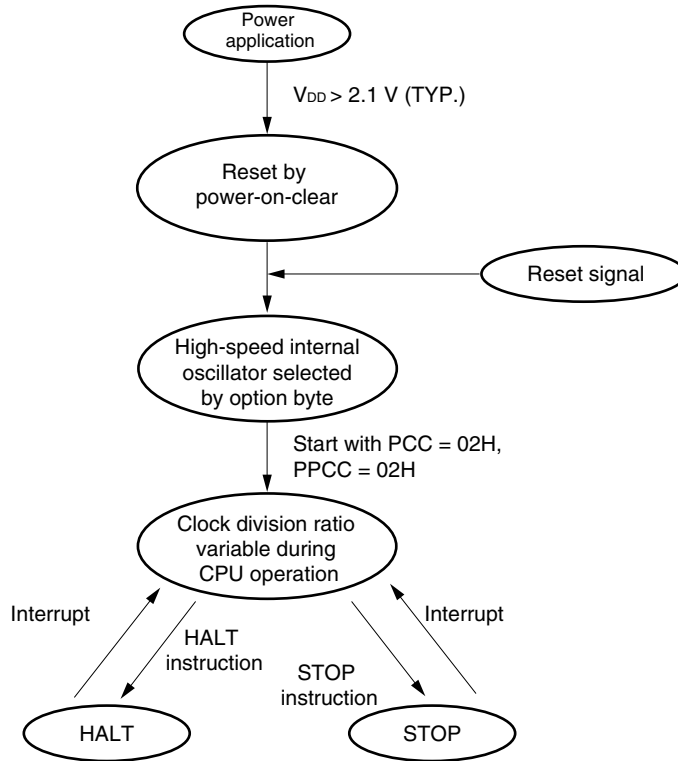 Power
application
VDD > 2.1 V (TYP.)
Reset by
power-on-clear
Reset signal
High-speed internal
oscillator selected
by option byte
Start with PCC = 02H,
PPCC = 02H
Clock division ratio
variable during
CPU operation
Interrupt
HALT
instruction
STOP
instruction
Interrupt
HALT
STOP